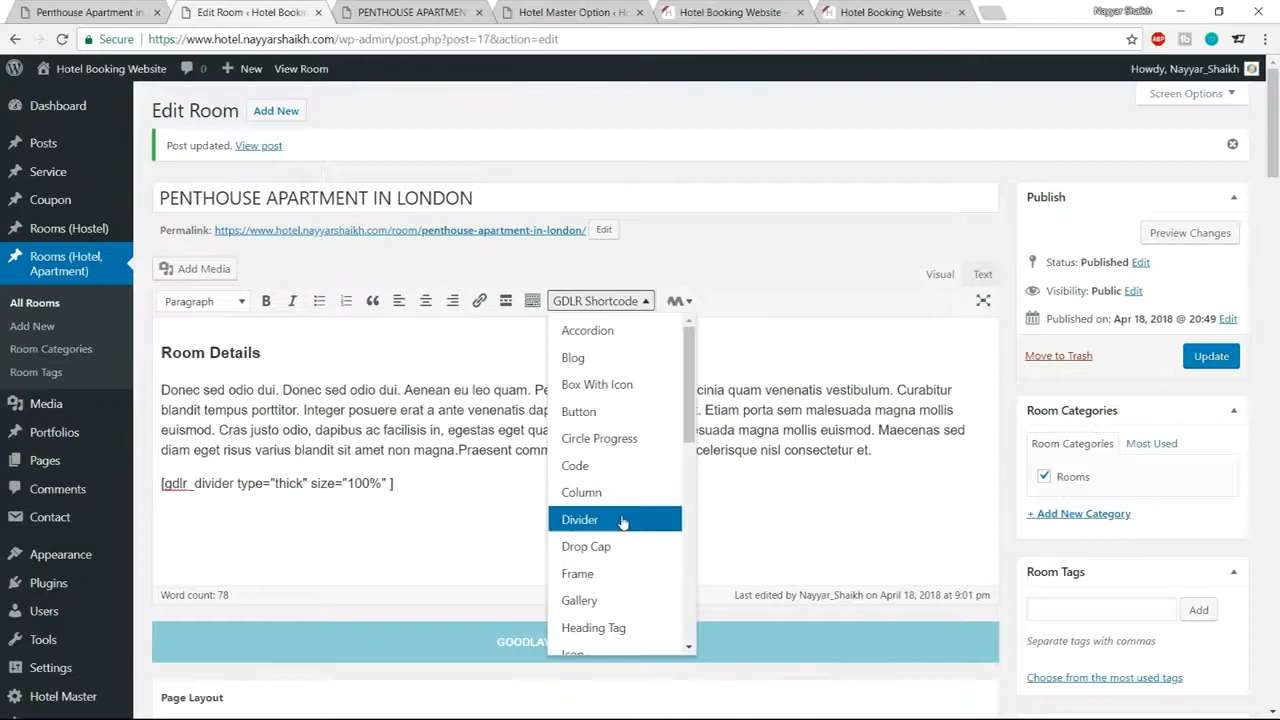 Penthouse Apartment in
Edit Room ‹ Hotel Bookin
PENTHOUSE APARTMEN
Hotel Master Option ‹ H
Hotel Booking Website –
Hotel Booking Website –
Nayyar Shaikh
Secure
https://www.hotel.nayyarshaikh.com/wp-admin/post.php?post=17&action=edit
ABP
Hotel Booking Website
0
New
View Room
Howdy, Nayyar_Shaikh
Dashboard
Posts
Service
Coupon
Rooms (Hostel)
Rooms (Hotel,
Apartment)
All Rooms
Add New
Room Categories
Room Tags
Media
Portfolios
Pages
Comments
Contact
Appearance
Plugins
Users
Tools
Settings
Hotel Master
Edit Room
Add New
Screen Options
Post updated. View post
PENTHOUSE APARTMENT IN LONDON
Permalink: https://www.hotel.nayyarshaikh.com/room/penthouse-apartment-in-london/
Edit
Add Media
Visual
Text
Paragraph
B
I
GDLR Shortcode
Room Details
Donec sed odio dui. Donec sed odio dui. Aenean eu leo quam. Pe
cinia quam venenatis vestibulum. Curabitur
blandit tempus porttitor. Integer posuere erat a ante venenatis dap
. Etiam porta sem malesuada magna mollis
euismod. Cras justo odio, dapibus ac facilisis in, egestas eget qua
esuada magna mollis euismod. Maecenas sed
diam eget risus varius blandit sit amet non magna.Praesent comm
celerisque nisl consectetur et.
[gdlr_divider type="thick" size="100%" ]
Accordion
Blog
Box With Icon
Button
Circle Progress
Code
Column
Divider
Drop Cap
Frame
Gallery
Heading Tag
Icon
Word count: 78
Last edited by Nayyar_Shaikh on April 18, 2018 at 9:01 pm
GOODLAY
Page Layout
Publish
Preview Changes
Status: Published Edit
Visibility: Public Edit
Published on: Apr 18, 2018 @ 20:49 Edit
Move to Trash
Update
Room Categories
Room Categories
Most Used
Rooms
+ Add New Category
Room Tags
Add
Separate tags with commas
Choose from the most used tags